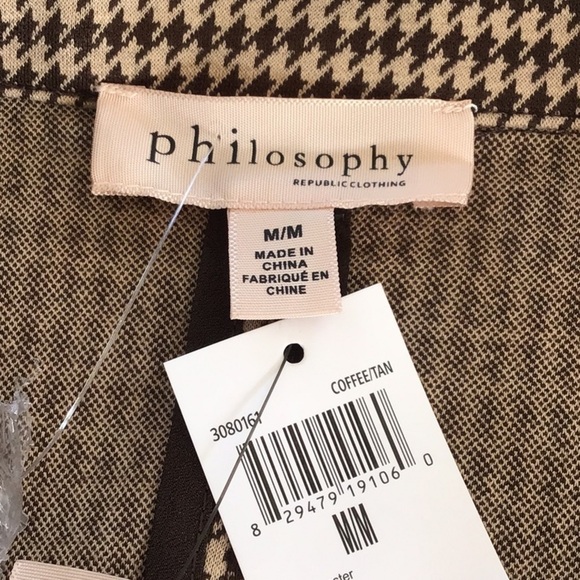 philosophy
REPUBLIC CLOTHING
M/M
MADE IN
CHINA
FABRIQUÉ EN
CHINE
COFFEE/TAN
3080161
8 29479 19106 0
M/M